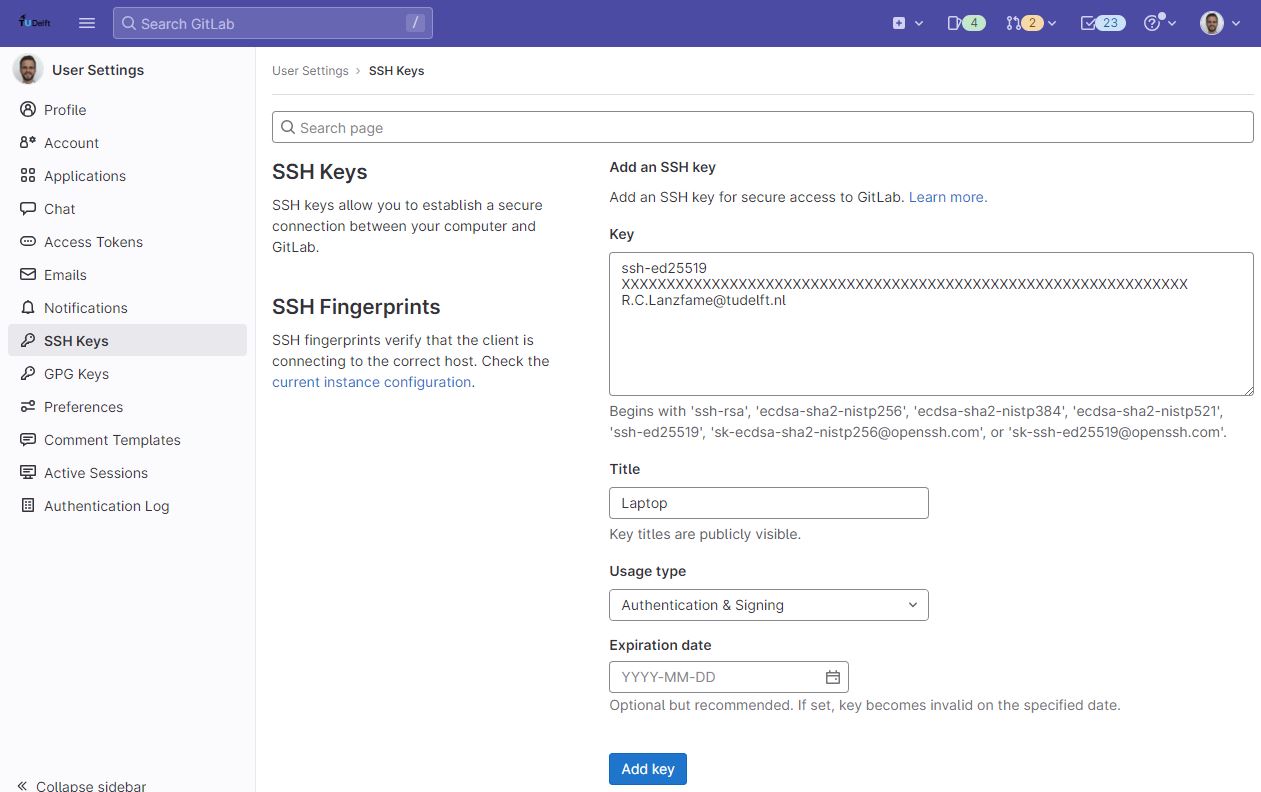 TU Delft
Search GitLab
/
4
2
23
User Settings
Profile
Account
Applications
Chat
Access Tokens
Emails
Notifications
SSH Keys
GPG Keys
Preferences
Comment Templates
Active Sessions
Authentication Log
Collapse sidebar
User Settings › SSH Keys
Search page
SSH Keys
SSH keys allow you to establish a secure
connection between your computer and
GitLab.
SSH Fingerprints
SSH fingerprints verify that the client is
connecting to the correct host. Check the
current instance configuration.
Add an SSH key
Add an SSH key for secure access to GitLab. Learn more.
Key
ssh-ed25519
XXXXXXXXXXXXXXXXXXXXXXXXXXXXXXXXXXXXXXXXXXXXXXXXXXXXXXXXXXXXXXX
R.C.Lanzfame@tudelft.nl
Begins with 'ssh-rsa', 'ecdsa-sha2-nistp256', 'ecdsa-sha2-nistp384', 'ecdsa-sha2-nistp521',
'ssh-ed25519', 'sk-ecdsa-sha2-nistp256@openssh.com', or 'sk-ssh-ed25519@openssh.com'.
Title
Laptop
Key titles are publicly visible.
Usage type
Authentication & Signing
Expiration date
YYYY-MM-DD
Optional but recommended. If set, key becomes invalid on the specified date.
Add key